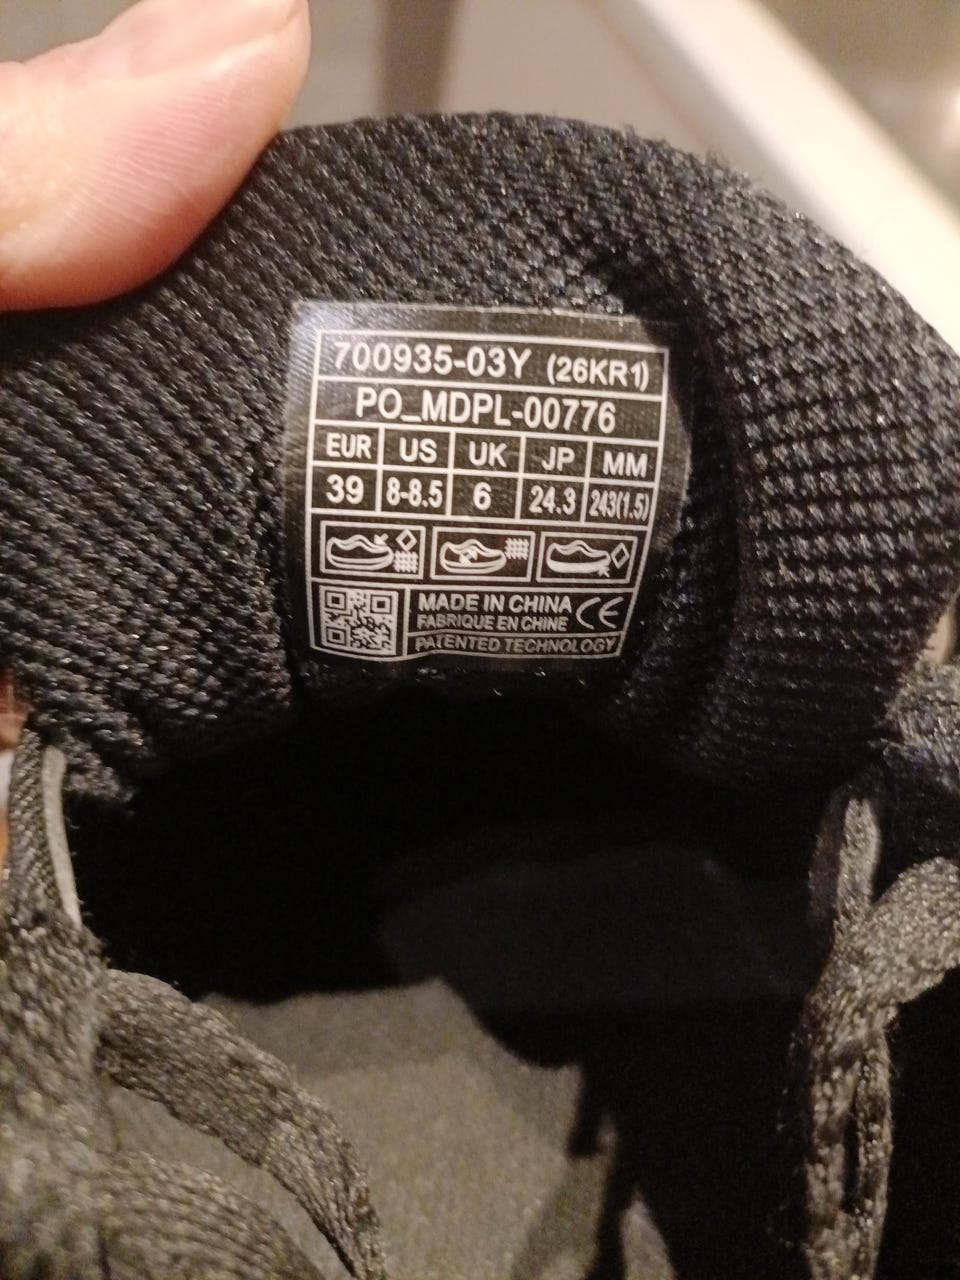 700935-03Y (26KR1)
PO_MDPL-00776
EUR US UK JP MM
39 8-8.5 6 24.3 243(1.5)
MADE IN CHINA
FABRIQUE EN CHINE
CE
PATENTED TECHNOLOGY